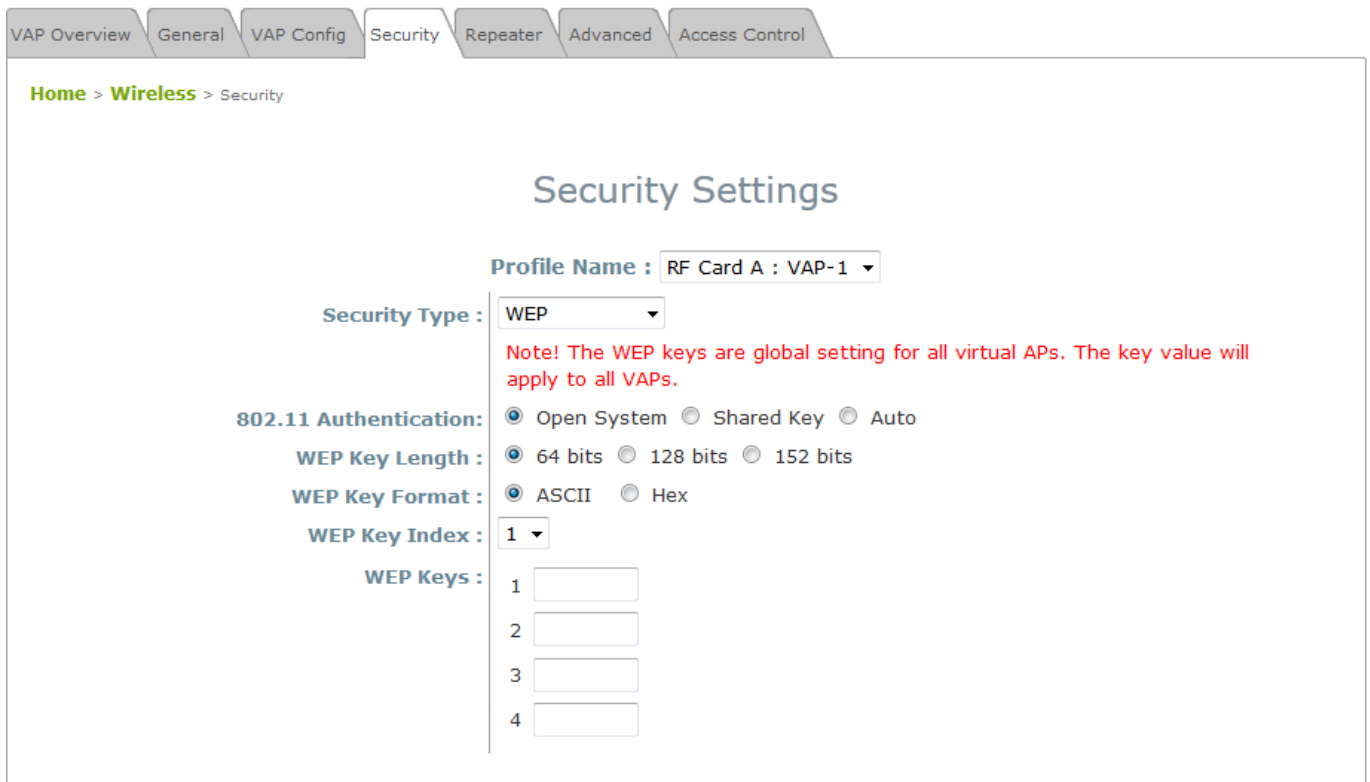 VAP Overview General VAP Config Security Repeater Advanced Access Control
Home > Wireless > Security
Security Settings
Profile Name : RF Card A : VAP-1
Security Type : WEP
Note! The WEP keys are global setting for all virtual APs. The key value will
apply to all VAPs.
802.11 Authentication: Open System Shared Key Auto
WEP Key Length : 64 bits 128 bits 152 bits
WEP Key Format : ASCII Hex
WEP Key Index : 1
WEP Keys : 1
2
3
4